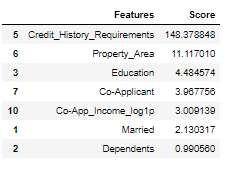 Features Score
5 Credit_History_Requirements 148.378848
6 Property_Area 11.117010
3 Education 4.484574
7 Co-Applicant 3.967756
10 Co-App_Income_log1p 3.009139
1 Married 2.130317
2 Dependents 0.990560